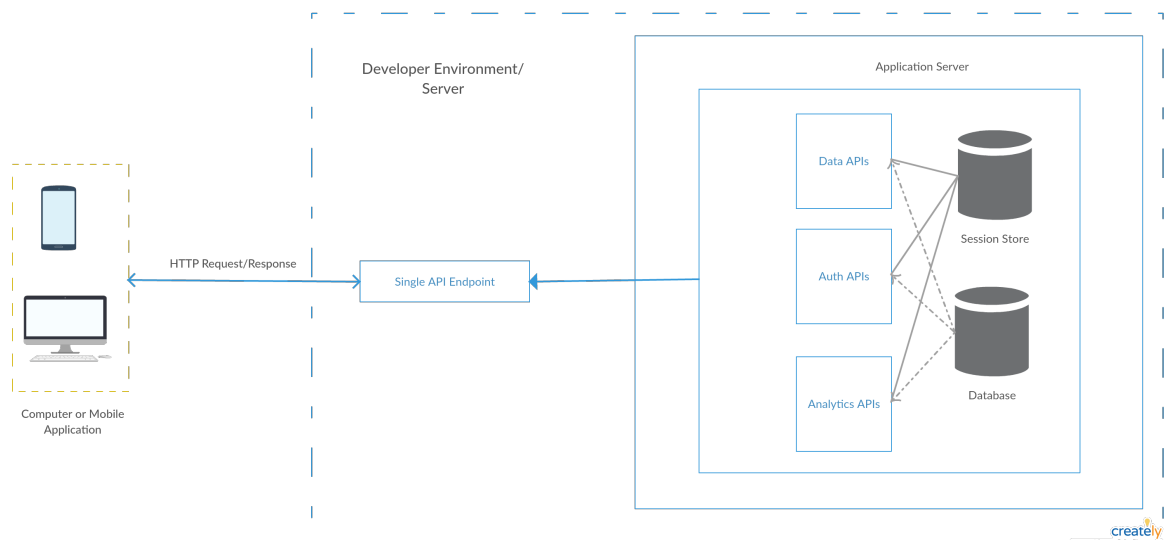 Developer Environment/
Server
Application Server
Data APIs
Session Store
HTTP Request/Response
Single API Endpoint
Auth APIs
Computer or Mobile
Application
Analytics APIs
Database
creately